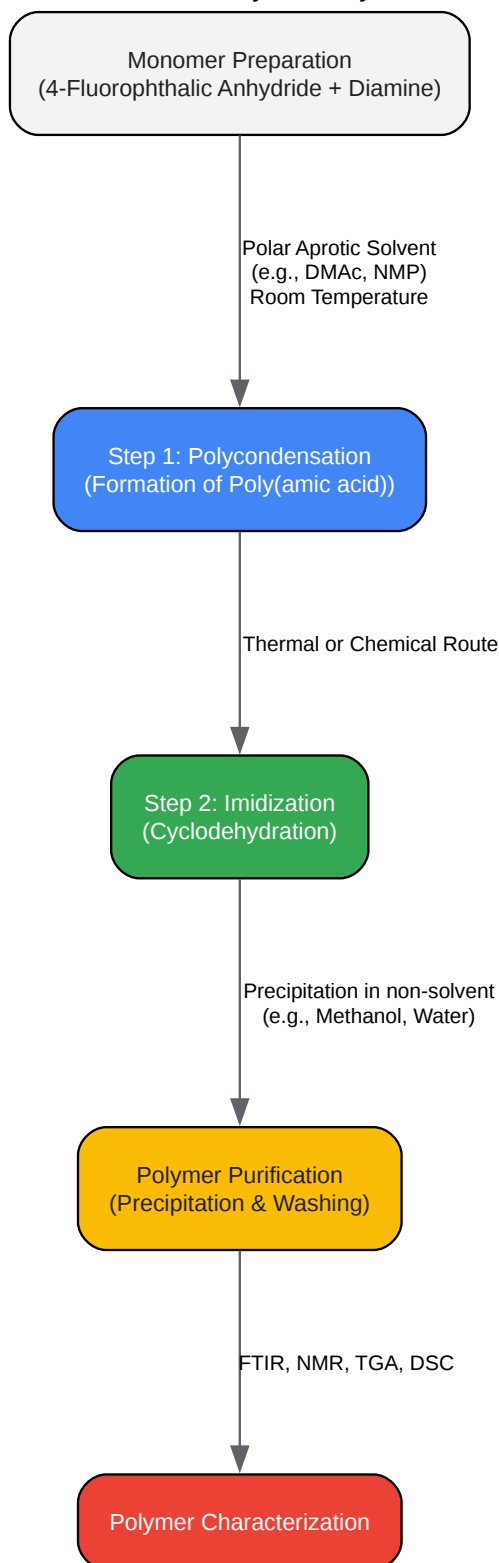 Monomer Preparation
(4-Fluorophthalic Anhydride + Diamine)
Polar Aprotic Solvent
(e.g., DMAc, NMP)
Room Temperature
Step 1: Polycondensation
(Formation of Poly(amic acid))
Thermal or Chemical Route
Step 2: Imidization
(Cyclodehydration)
Precipitation in non-solvent
(e.g., Methanol, Water)
Polymer Purification
(Precipitation & Washing)
FTIR, NMR, TGA, DSC
Polymer Characterization